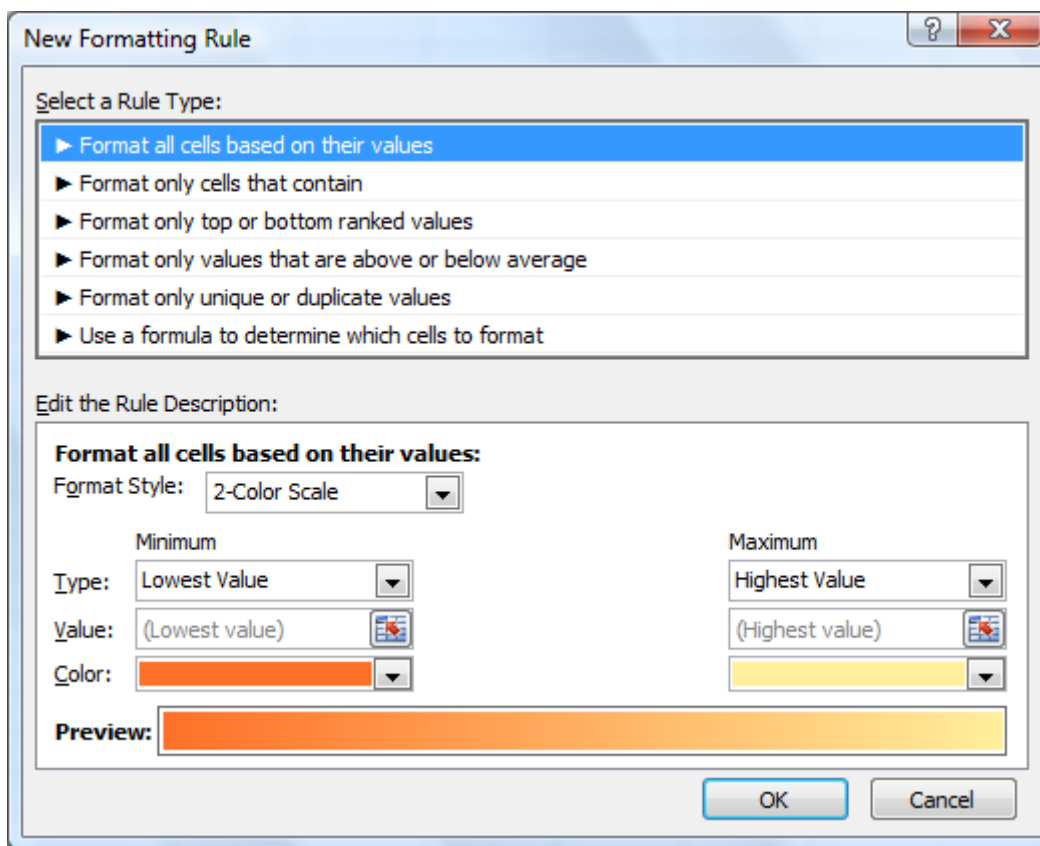 New Formatting Rule
Select a Rule Type:
► Format all cells based on their values
► Format only cells that contain
► Format only top or bottom ranked values
► Format only values that are above or below average
► Format only unique or duplicate values
► Use a formula to determine which cells to format
Edit the Rule Description:
Format all cells based on their values:
Format Style: 2-Color Scale
Minimum Maximum
Type: Lowest Value Highest Value
Value: (Lowest value) (Highest value)
Color:
Preview:
OK Cancel